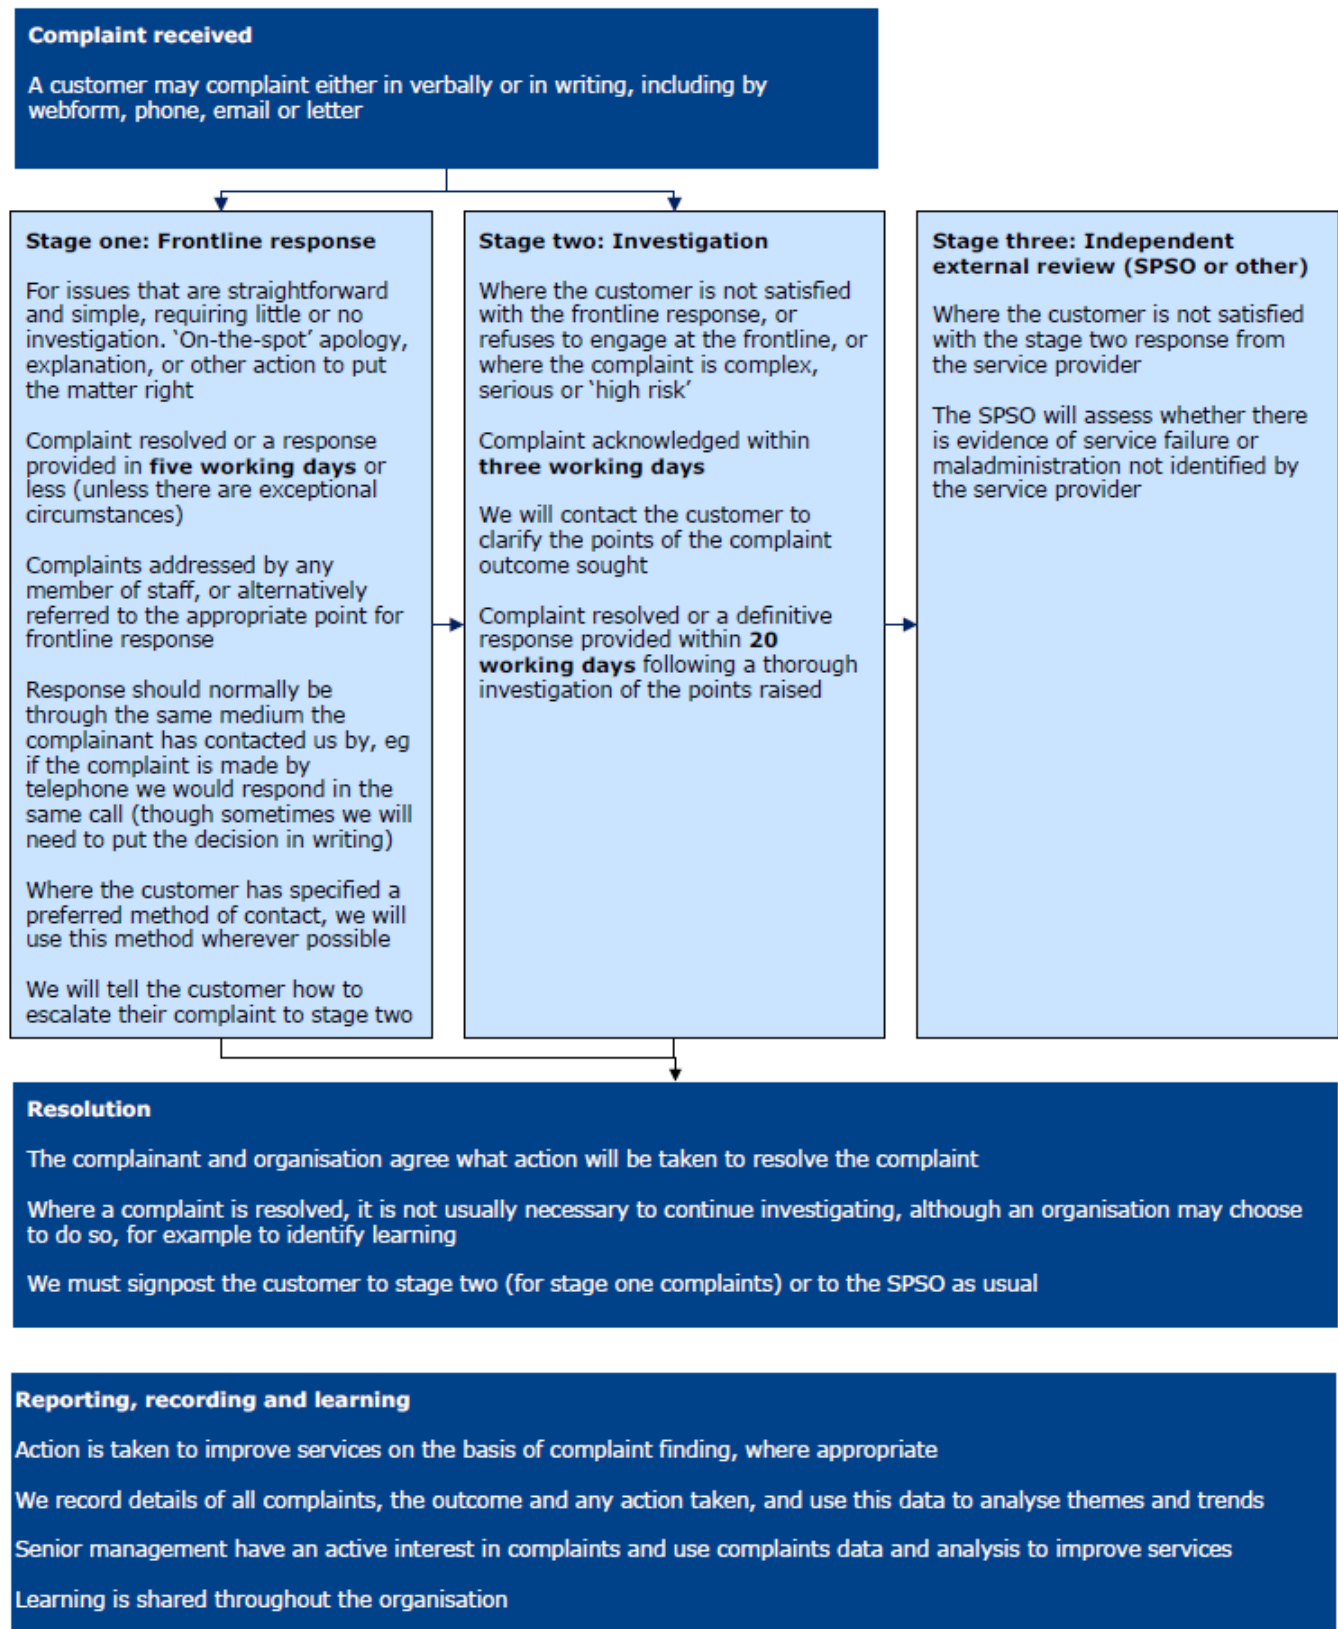 Complaint received
A customer may complaint either in verbally or in writing, including by
webform, phone, email or letter
Stage one: Frontline response
For issues that are straightforward
and simple, requiring little or no
investigation. ‘On-the-spot’ apology,
explanation, or other action to put
the matter right
Complaint resolved or a response
provided in five working days or
less (unless there are exceptional
circumstances)
Complaints addressed by any
member of staff, or alternatively
referred to the appropriate point for
frontline response
Response should normally be
through the same medium the
complainant has contacted us by, eg
if the complaint is made by
telephone we would respond in the
same call (though sometimes we will
need to put the decision in writing)
Where the customer has specified a
preferred method of contact, we will
use this method wherever possible
We will tell the customer how to
escalate their complaint to stage two
Stage two: Investigation
Where the customer is not satisfied
with the frontline response, or
refuses to engage at the frontline, or
where the complaint is complex,
serious or ‘high risk’
Complaint acknowledged within
three working days
We will contact the customer to
clarify the points of the complaint
outcome sought
Complaint resolved or a definitive
response provided within 20
working days following a thorough
investigation of the points raised
Stage three: Independent
external review (SPSO or other)
Where the customer is not satisfied
with the stage two response from
the service provider
The SPSO will assess whether there
is evidence of service failure or
maladministration not identified by
the service provider
Resolution
The complainant and organisation agree what action will be taken to resolve the complaint
Where a complaint is resolved, it is not usually necessary to continue investigating, although an organisation may choose
to do so, for example to identify learning
We must signpost the customer to stage two (for stage one complaints) or to the SPSO as usual
Reporting, recording and learning
Action is taken to improve services on the basis of complaint finding, where appropriate
We record details of all complaints, the outcome and any action taken, and use this data to analyse themes and trends
Senior management have an active interest in complaints and use complaints data and analysis to improve services
Learning is shared throughout the organisation